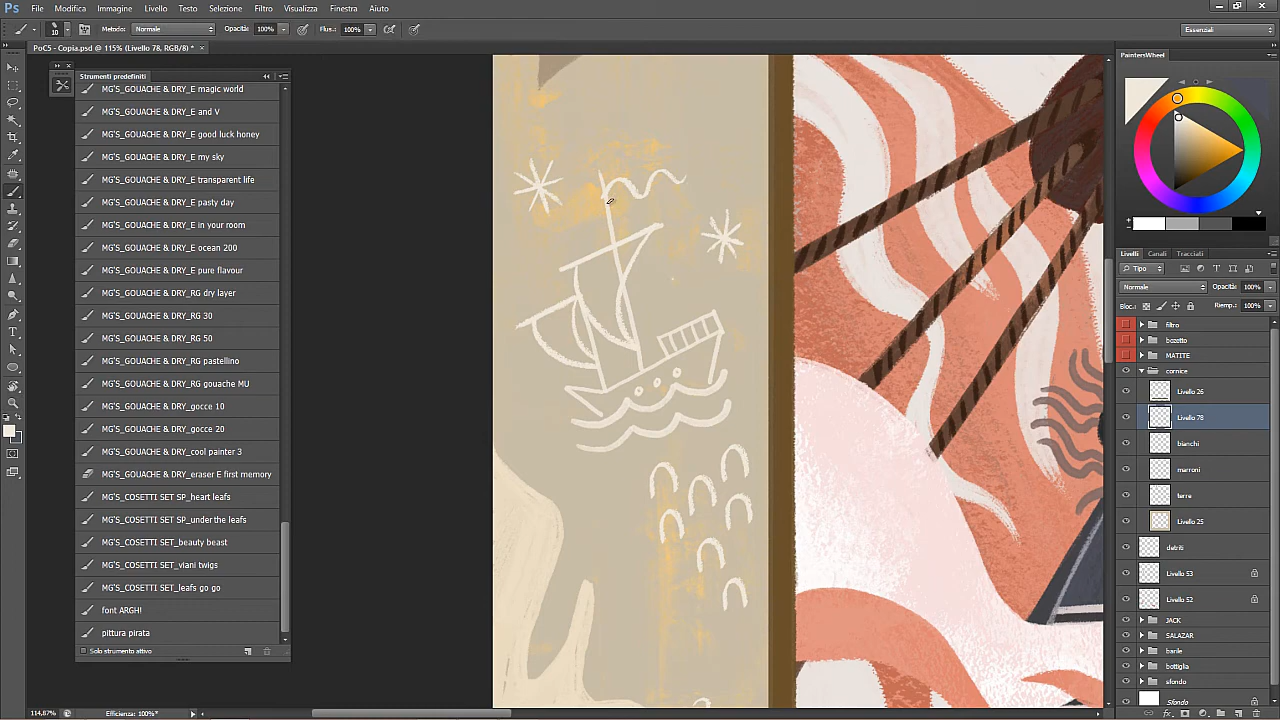 Ps File Modifica Immagine Livello Testo Selezione Filtro Visualizza Finestra Aiuto
10 Metodo: Normale Opacità: 100% Flus.: 100% Essenziali
PoC5 - Copia.psd @ 115% (Livello 78, RGB/8) * ×
Strumenti predefiniti
MG'S_GOUACHE & DRY_E magic world
MG'S_GOUACHE & DRY_E and V
MG'S_GOUACHE & DRY_E good luck honey
MG'S_GOUACHE & DRY_E my sky
MG'S_GOUACHE & DRY_E transparent life
MG'S_GOUACHE & DRY_E pasty day
MG'S_GOUACHE & DRY_E in your room
MG'S_GOUACHE & DRY_E ocean 200
MG'S_GOUACHE & DRY_E pure flavour
MG'S_GOUACHE & DRY_RG dry layer
MG'S_GOUACHE & DRY_RG 30
MG'S_GOUACHE & DRY_RG 50
MG'S_GOUACHE & DRY_RG pastellino
MG'S_GOUACHE & DRY_RG gouache MU
MG'S_GOUACHE & DRY_gocce 10
MG'S_GOUACHE & DRY_gocce 20
MG'S_GOUACHE & DRY_cool painter 3
MG'S_GOUACHE & DRY_eraser E first memory
MG'S_COSETTI SET SP_heart leafs
MG'S_COSETTI SET SP_under the leafs
MG'S_COSETTI SET_beauty beast
MG'S_COSETTI SET_viani twigs
MG'S_COSETTI SET_leafs go go
font ARGH!
pittura pirata
Solo strumento attivo
PaintersWheel
Livelli Canali Tracciati
Tipo
Normale Opacità: 100%
Bloc.: Riemp.: 100%
filtro
bozetto
MATITE
cornice
Livello 26
Livello 78
bianchi
marroni
terre
Livello 25
detriti
Livello 53
Livello 52
JACK
SALAZAR
barile
bottiglia
sfondo
Sfondo
114,87% Efficienza: 100%*